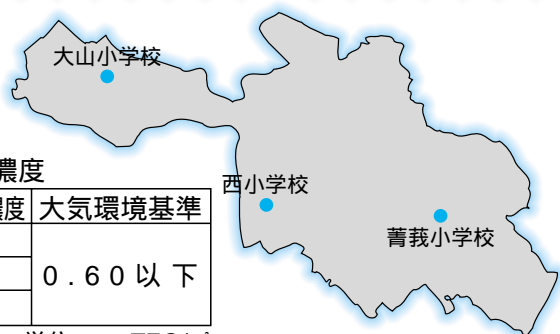 大山小学校
濃度
濃度 大気環境基準
西小学校
0.60以下
菁莪小学校